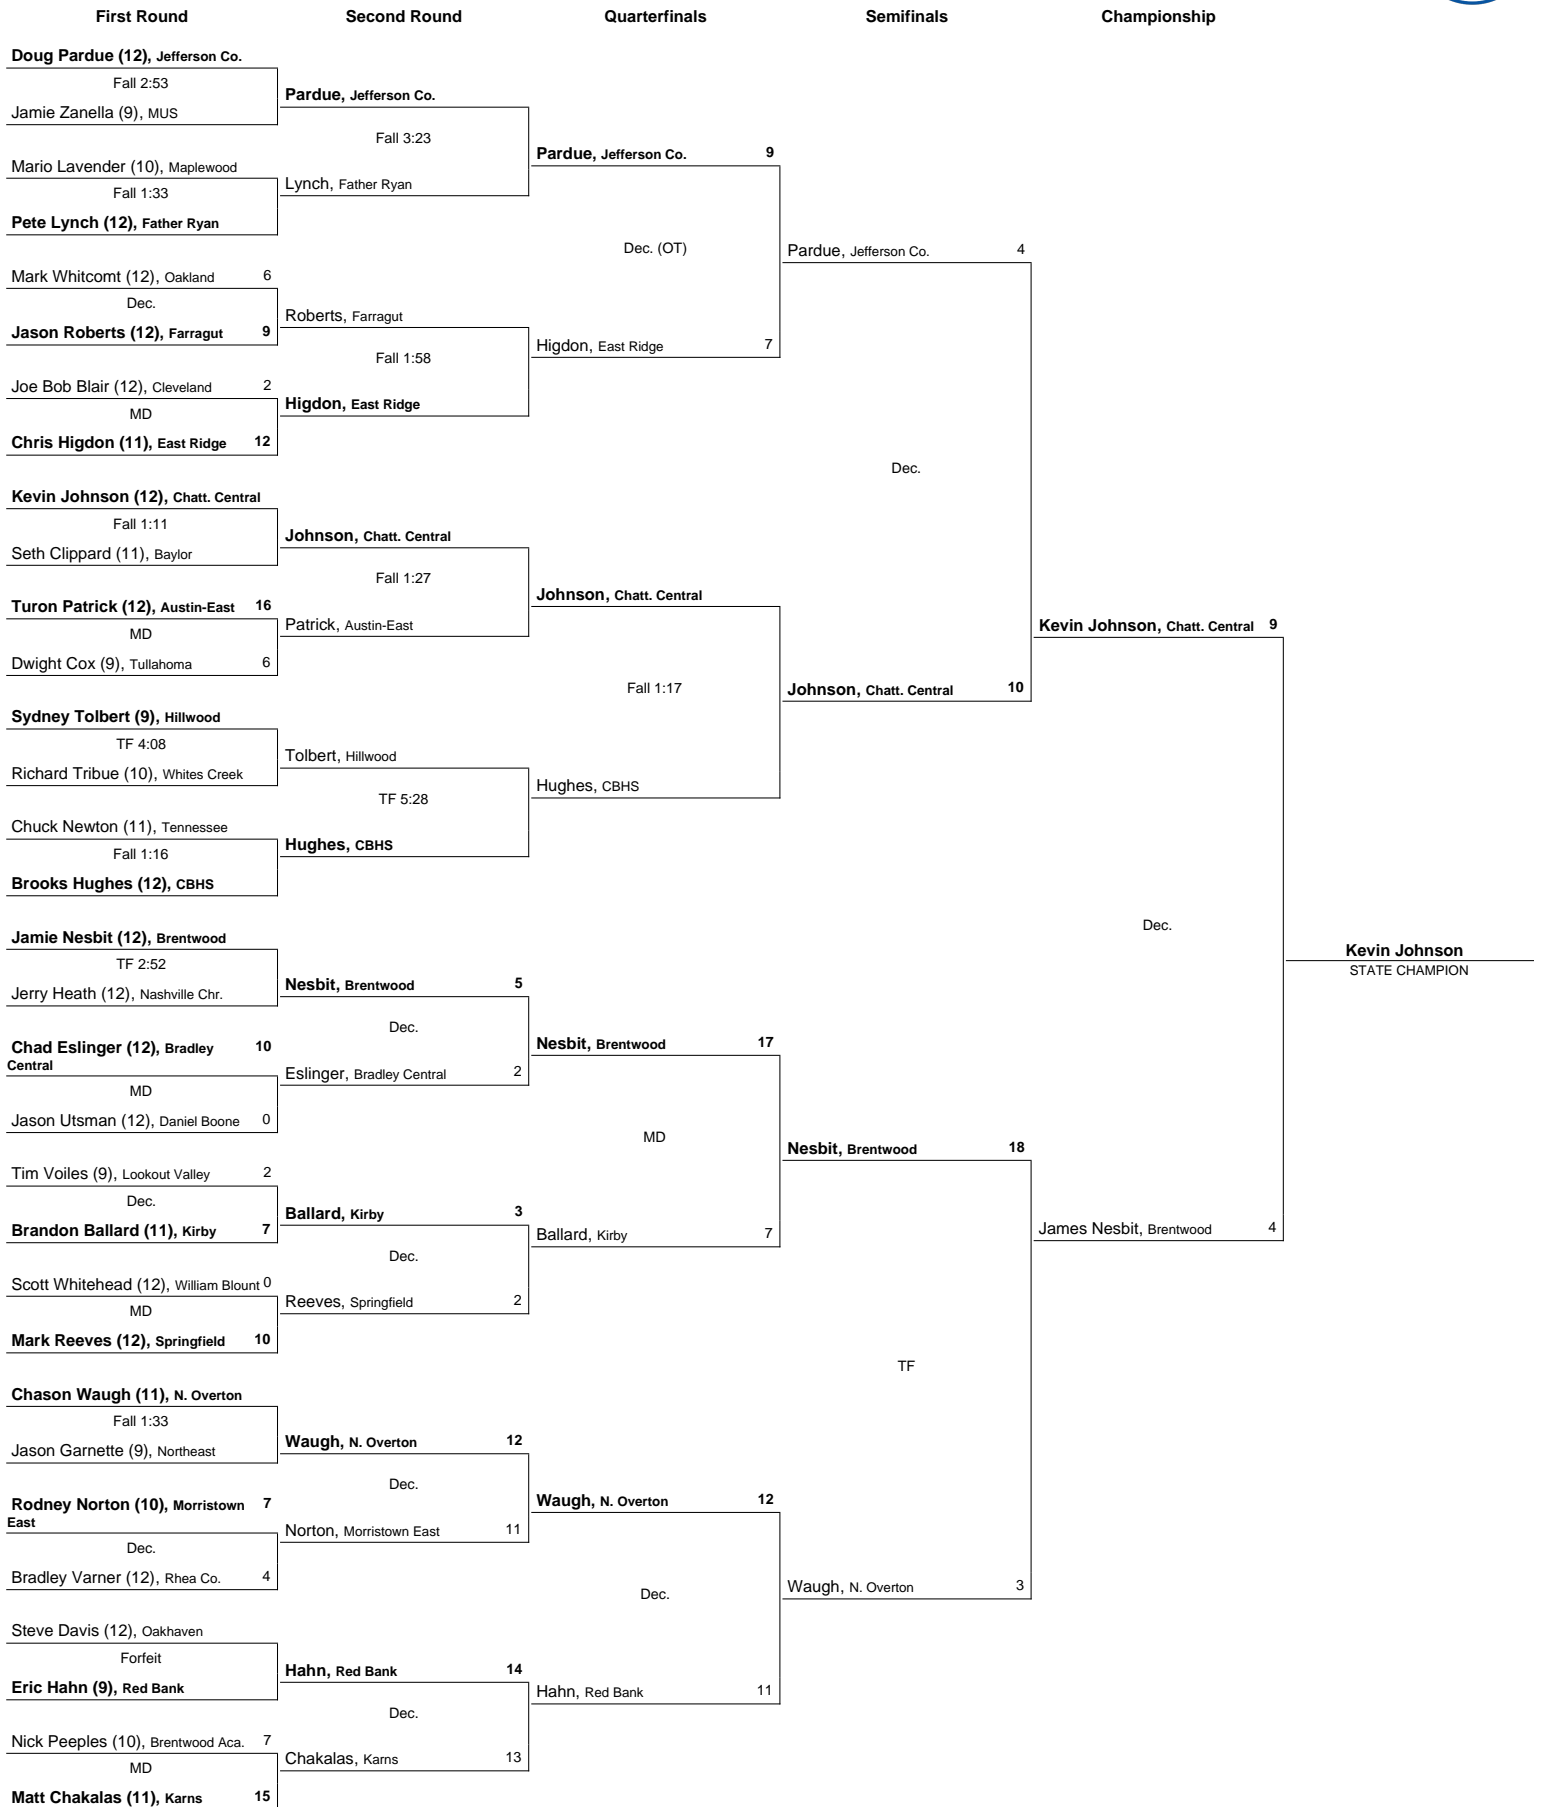 First Round
Second Round
Quarterfinals
Semifinals
Championship
Doug Pardue (12), Jefferson Co.
Fall 2:53
Jamie Zanella (9), MUS
Mario Lavender (10), Maplewood
Fall 1:33
Pete Lynch (12), Father Ryan
Mark Whitcomt (12), Oakland 6
Dec.
Jason Roberts (12), Farragut 9
Joe Bob Blair (12), Cleveland 2
MD
Chris Higdon (11), East Ridge 12
Kevin Johnson (12), Chatt. Central
Fall 1:11
Seth Clippard (11), Baylor
Turon Patrick (12), Austin-East 16
MD
Dwight Cox (9), Tullahoma 6
Sydney Tolbert (9), Hillwood
TF 4:08
Richard Tribue (10), Whites Creek
Chuck Newton (11), Tennessee
Fall 1:16
Brooks Hughes (12), CBHS
Jamie Nesbit (12), Brentwood
TF 2:52
Jerry Heath (12), Nashville Chr.
Chad Eslinger (12), Bradley 10
Central
MD
Jason Utsman (12), Daniel Boone 0
Tim Voiles (9), Lookout Valley 2
Dec.
Brandon Ballard (11), Kirby 7
Scott Whitehead (12), William Blount 0
MD
Mark Reeves (12), Springfield 10
Chason Waugh (11), N. Overton
Fall 1:33
Jason Garnette (9), Northeast
Rodney Norton (10), Morristown 7
East
Dec.
Bradley Varner (12), Rhea Co. 4
Steve Davis (12), Oakhaven
Forfeit
Eric Hahn (9), Red Bank
Nick Peeples (10), Brentwood Aca. 7
MD
Matt Chakalas (11), Karns 15
Pardue, Jefferson Co.
Fall 3:23
Lynch, Father Ryan
Roberts, Farragut
Fall 1:58
Higdon, East Ridge
Johnson, Chatt. Central
Fall 1:27
Patrick, Austin-East
Tolbert, Hillwood
TF 5:28
Hughes, CBHS
Nesbit, Brentwood 5
Dec.
Eslinger, Bradley Central 2
Ballard, Kirby 3
Dec.
Reeves, Springfield 2
Waugh, N. Overton 12
Dec.
Norton, Morristown East 11
Hahn, Red Bank 14
Dec.
Chakalas, Karns 13
Pardue, Jefferson Co. 9
Dec. (OT)
Higdon, East Ridge 7
Johnson, Chatt. Central
Fall 1:17
Hughes, CBHS
Nesbit, Brentwood 17
MD
Ballard, Kirby 7
Waugh, N. Overton 12
Dec.
Hahn, Red Bank 11
Pardue, Jefferson Co. 4
Dec.
Johnson, Chatt. Central 10
Nesbit, Brentwood 18
TF
Waugh, N. Overton 3
Kevin Johnson, Chatt. Central 9
Dec.
James Nesbit, Brentwood 4
Kevin Johnson
STATE CHAMPION